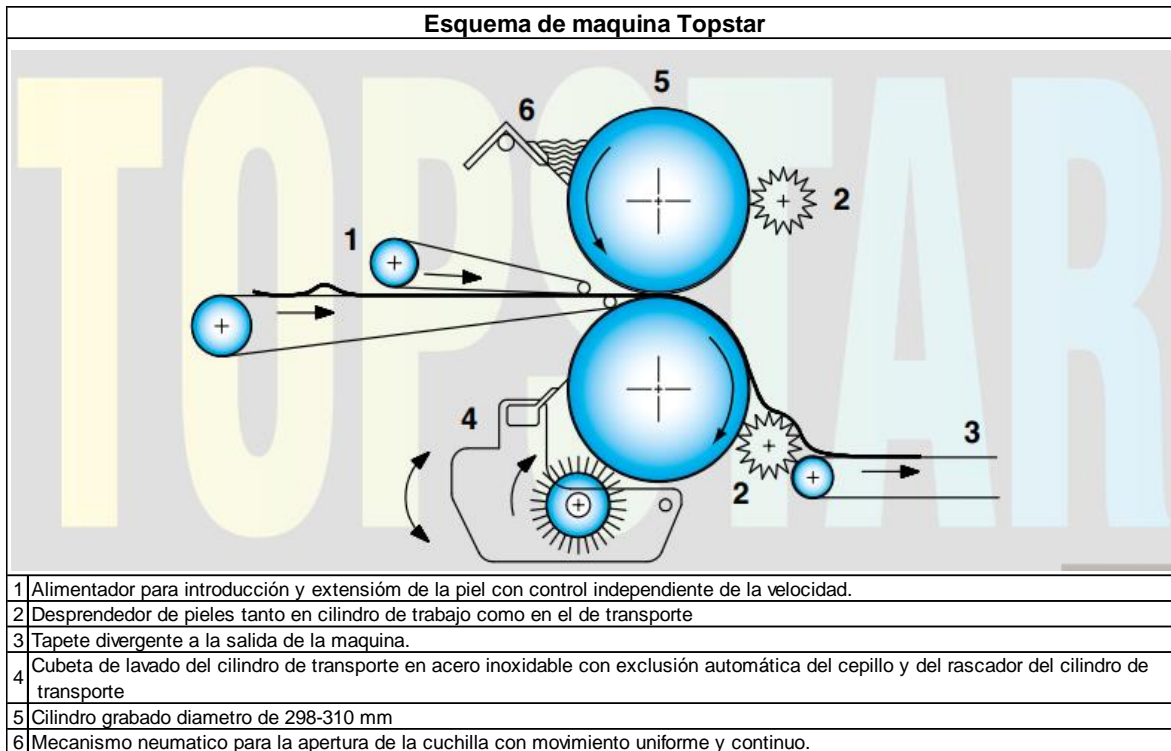 Esquema de maquina Topstar
TOPSTAR
5
6
2
1
4
3
2
1 Alimentador para introducción y extensióm de la piel con control independiente de la velocidad.
2 Desprendedor de pieles tanto en cilindro de trabajo como en el de transporte
3 Tapete divergente a la salida de la maquina.
4 Cubeta de lavado del cilindro de transporte en acero inoxidable con exclusión automática del cepillo y del rascador del cilindro de
transporte
5 Cilindro grabado diametro de 298-310 mm
6 Mecanismo neumatico para la apertura de la cuchilla con movimiento uniforme y continuo.